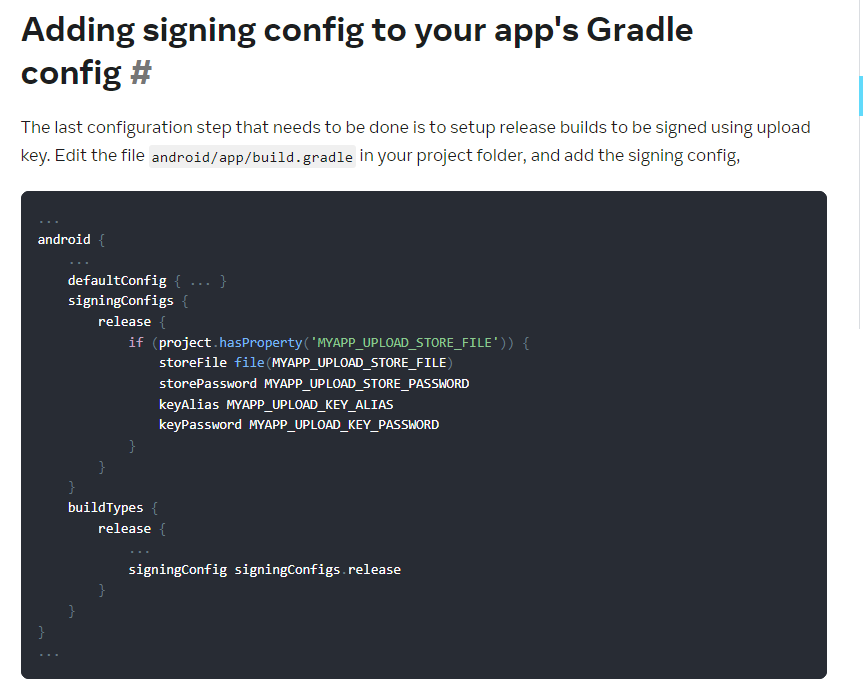 Adding signing config to your app's Gradle
config #
The last configuration step that needs to be done is to setup release builds to be signed using upload
key. Edit the file android/app/build.gradle in your project folder, and add the signing config,
...
android {
    ...
    defaultConfig { ... }
    signingConfigs {
        release {
            if (project.hasProperty('MYAPP_UPLOAD_STORE_FILE')) {
                storeFile file(MYAPP_UPLOAD_STORE_FILE)
                storePassword MYAPP_UPLOAD_STORE_PASSWORD
                keyAlias MYAPP_UPLOAD_KEY_ALIAS
                keyPassword MYAPP_UPLOAD_KEY_PASSWORD
            }
        }
    }
    buildTypes {
        release {
            ...
            signingConfig signingConfigs.release
        }
    }
}
...